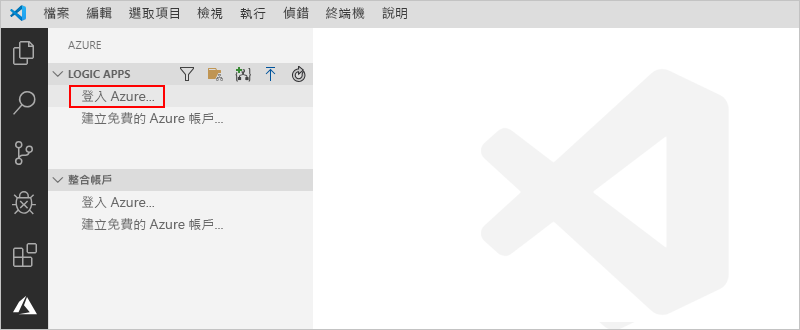 檔案 編輯 選取項目 檢視 執行 偵錯 終端機 說明
AZURE
LOGIC APPS
登入 Azure...
建立免費的 Azure 帳戶...
整合帳戶
登入 Azure...
建立免費的 Azure 帳戶...